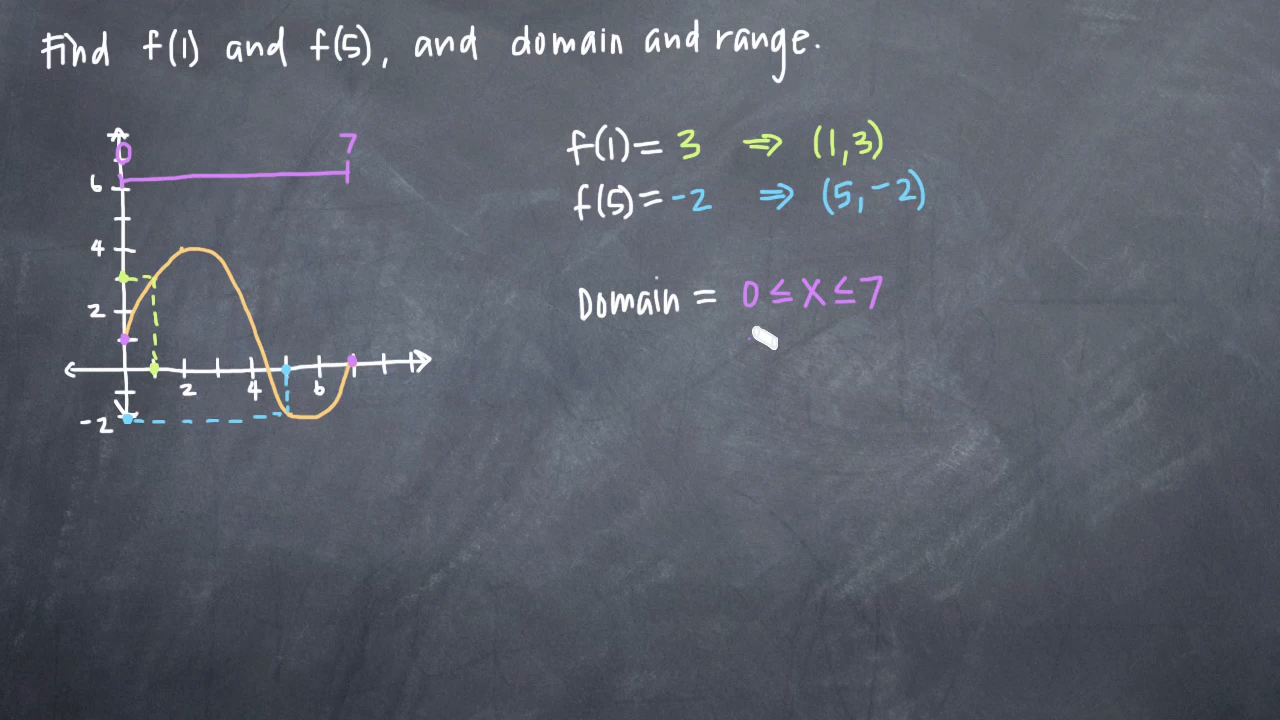 Find f(1) and f(5), and domain and range.
0 7
6
4
2
2 4 6
-2
f(1) = 3 ⇒ (1,3)
f(5) = -2 ⇒ (5,-2)
Domain = 0 ≤ x ≤ 7